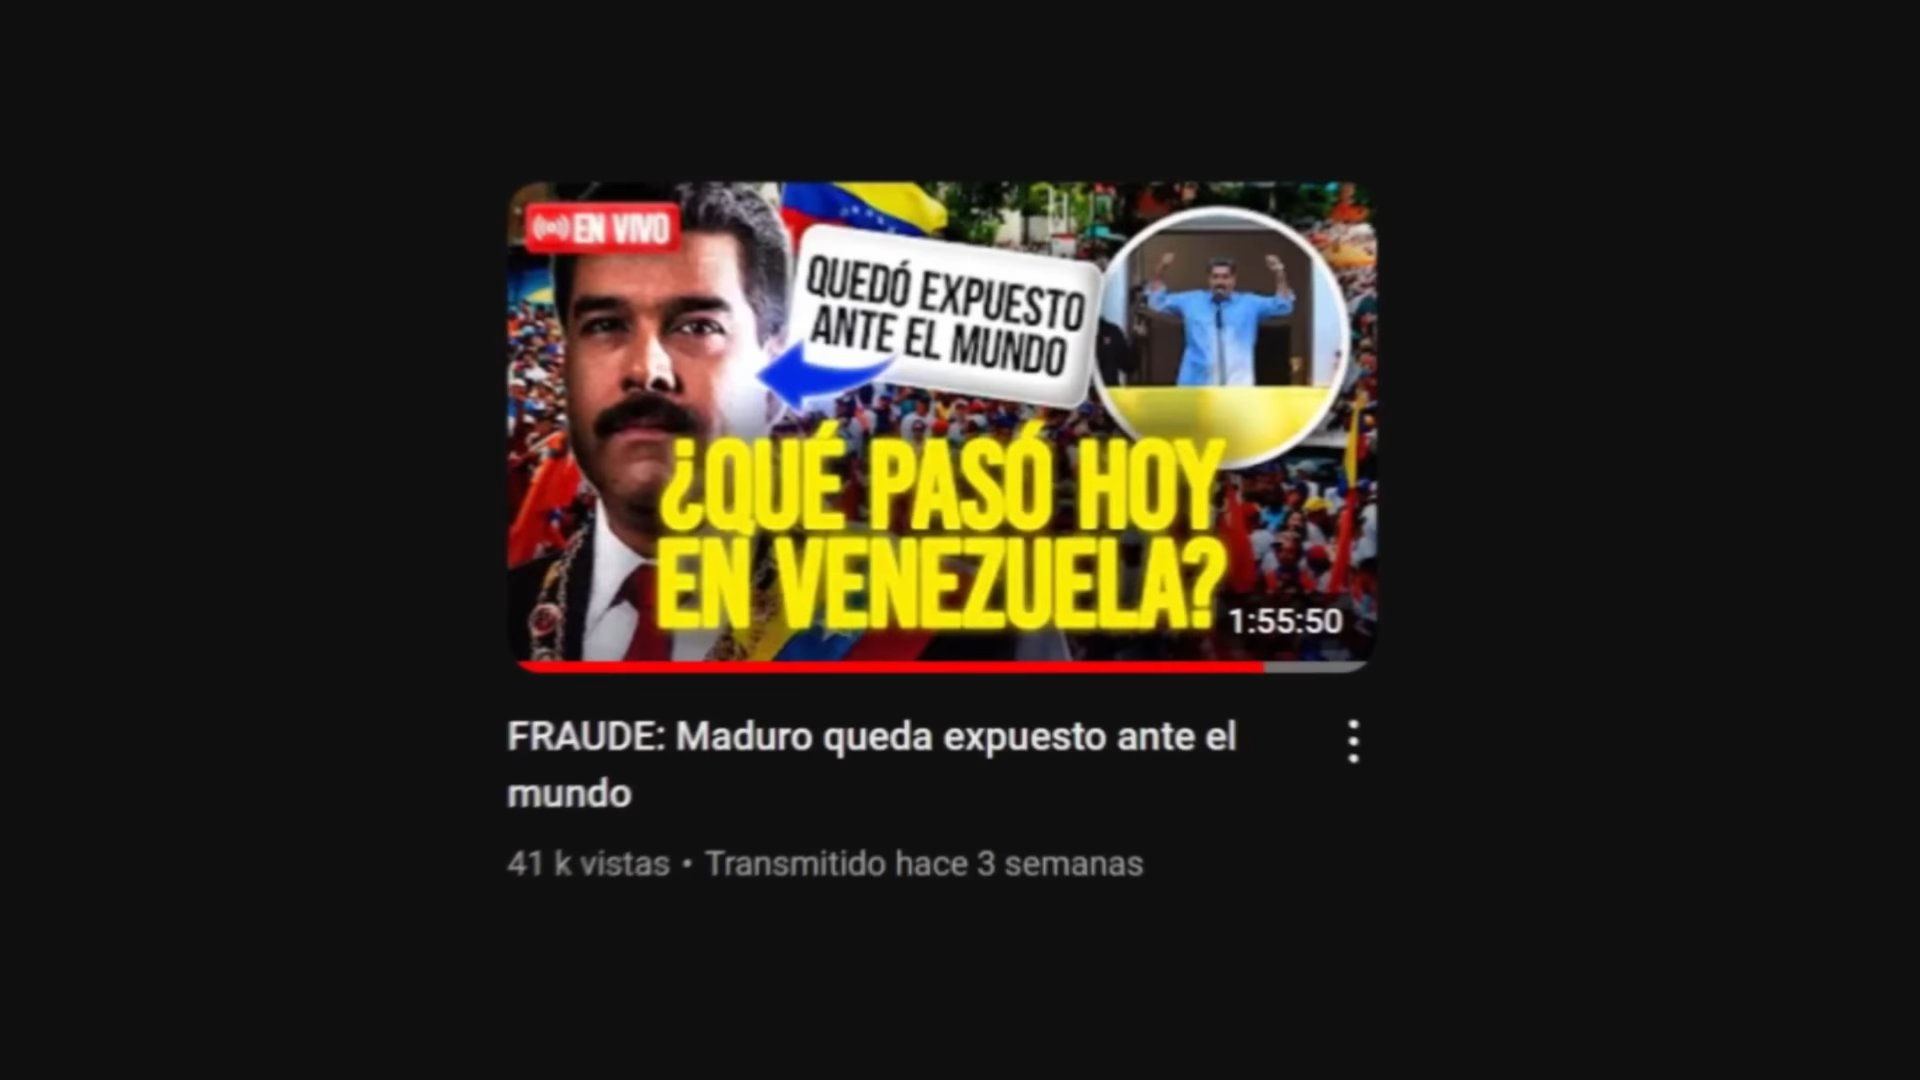 EN VIVO
QUEDÓ EXPUESTO
ANTE EL MUNDO
¿QUÉ PASÓ HOY
EN VENEZUELA?
1:55:50
FRAUDE: Maduro queda expuesto ante el
mundo
41 k vistas • Transmitido hace 3 semanas